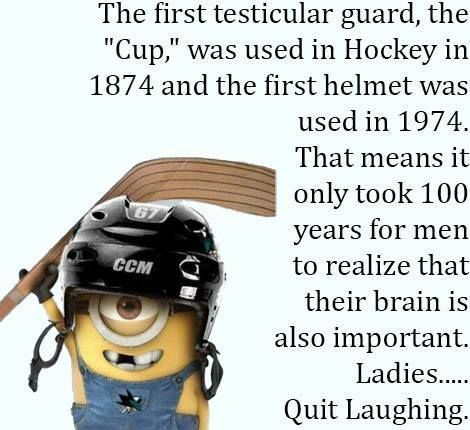 The first testicular guard, the
"Cup," was used in Hockey in
1874 and the first helmet was
used in 1974.
That means it
only took 100
years for men
to realize that
their brain is
also important.
Ladies.....
Quit Laughing.
67
CCM